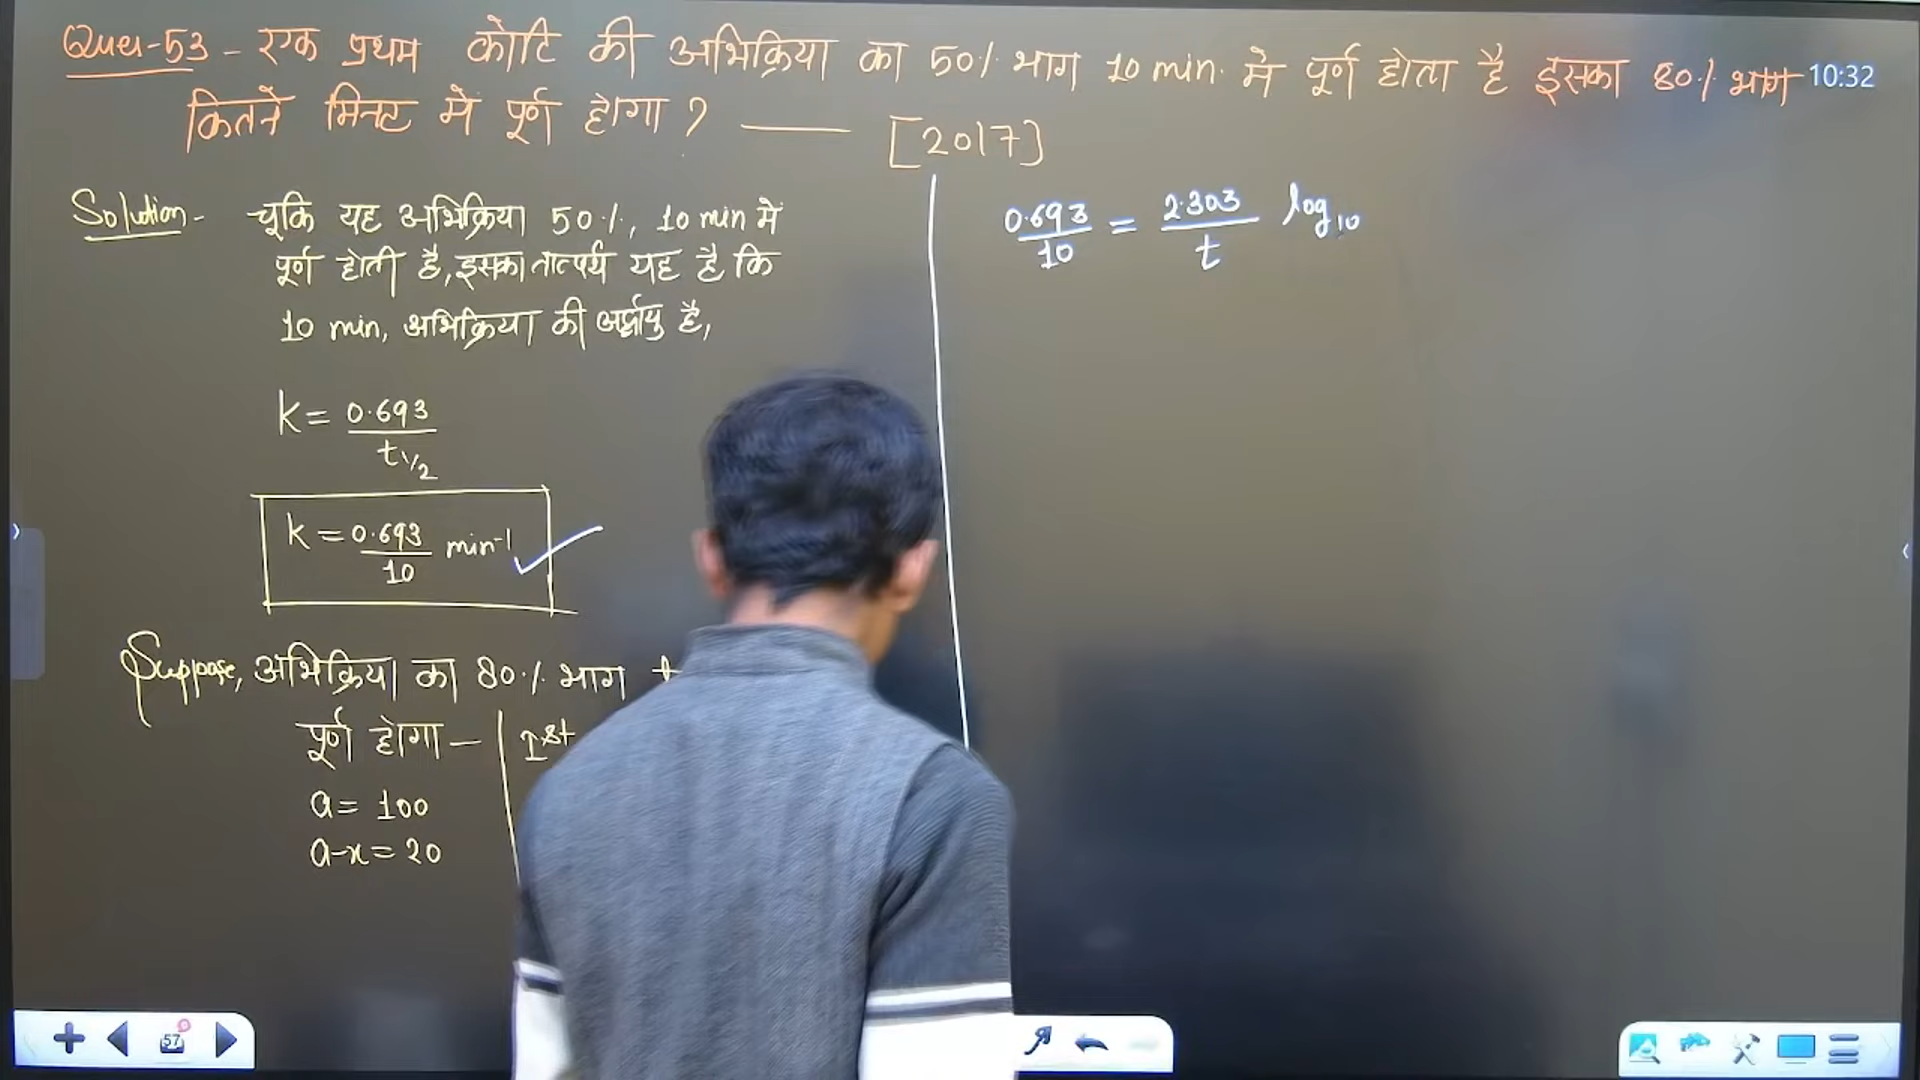 Ques-53 - एक प्रथम कोटि की अभिक्रिया का 50% भाग 10 min. मे पूर्ण होता है इसका 80% भाग
10:32
कितने मिनट मे पूर्ण होगा ? —— [2017]
Solution- चूकि यह अभिक्रिया 50%, 10 min मे
पूर्ण होती है, इसका तात्पर्य यह है कि
10 min, अभिक्रिया की अर्द्धायु है,
K = 0.693 / t1/2
K = 0.693 / 10 min-1
Suppose, अभिक्रिया का 80% भाग t
पूर्ण होगा — | Ist
a = 100
a-x = 20
0.693 / 10 = 2.303 / t log10
57